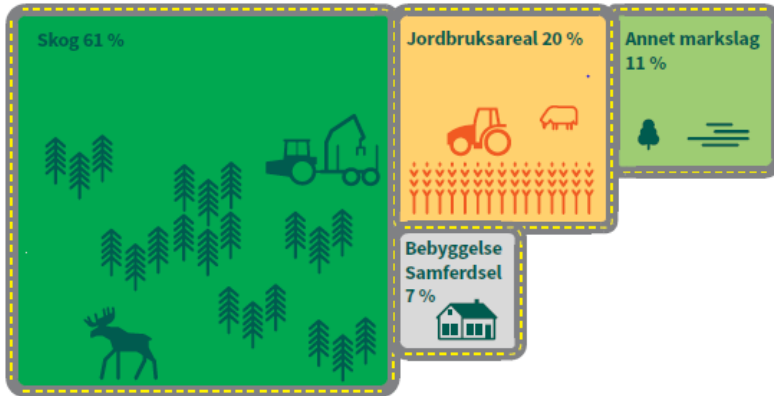 Skog 61 %
Jordbruksareal 20 %
Annet markslag
11 %
Bebyggelse
Samferdsel
7 %